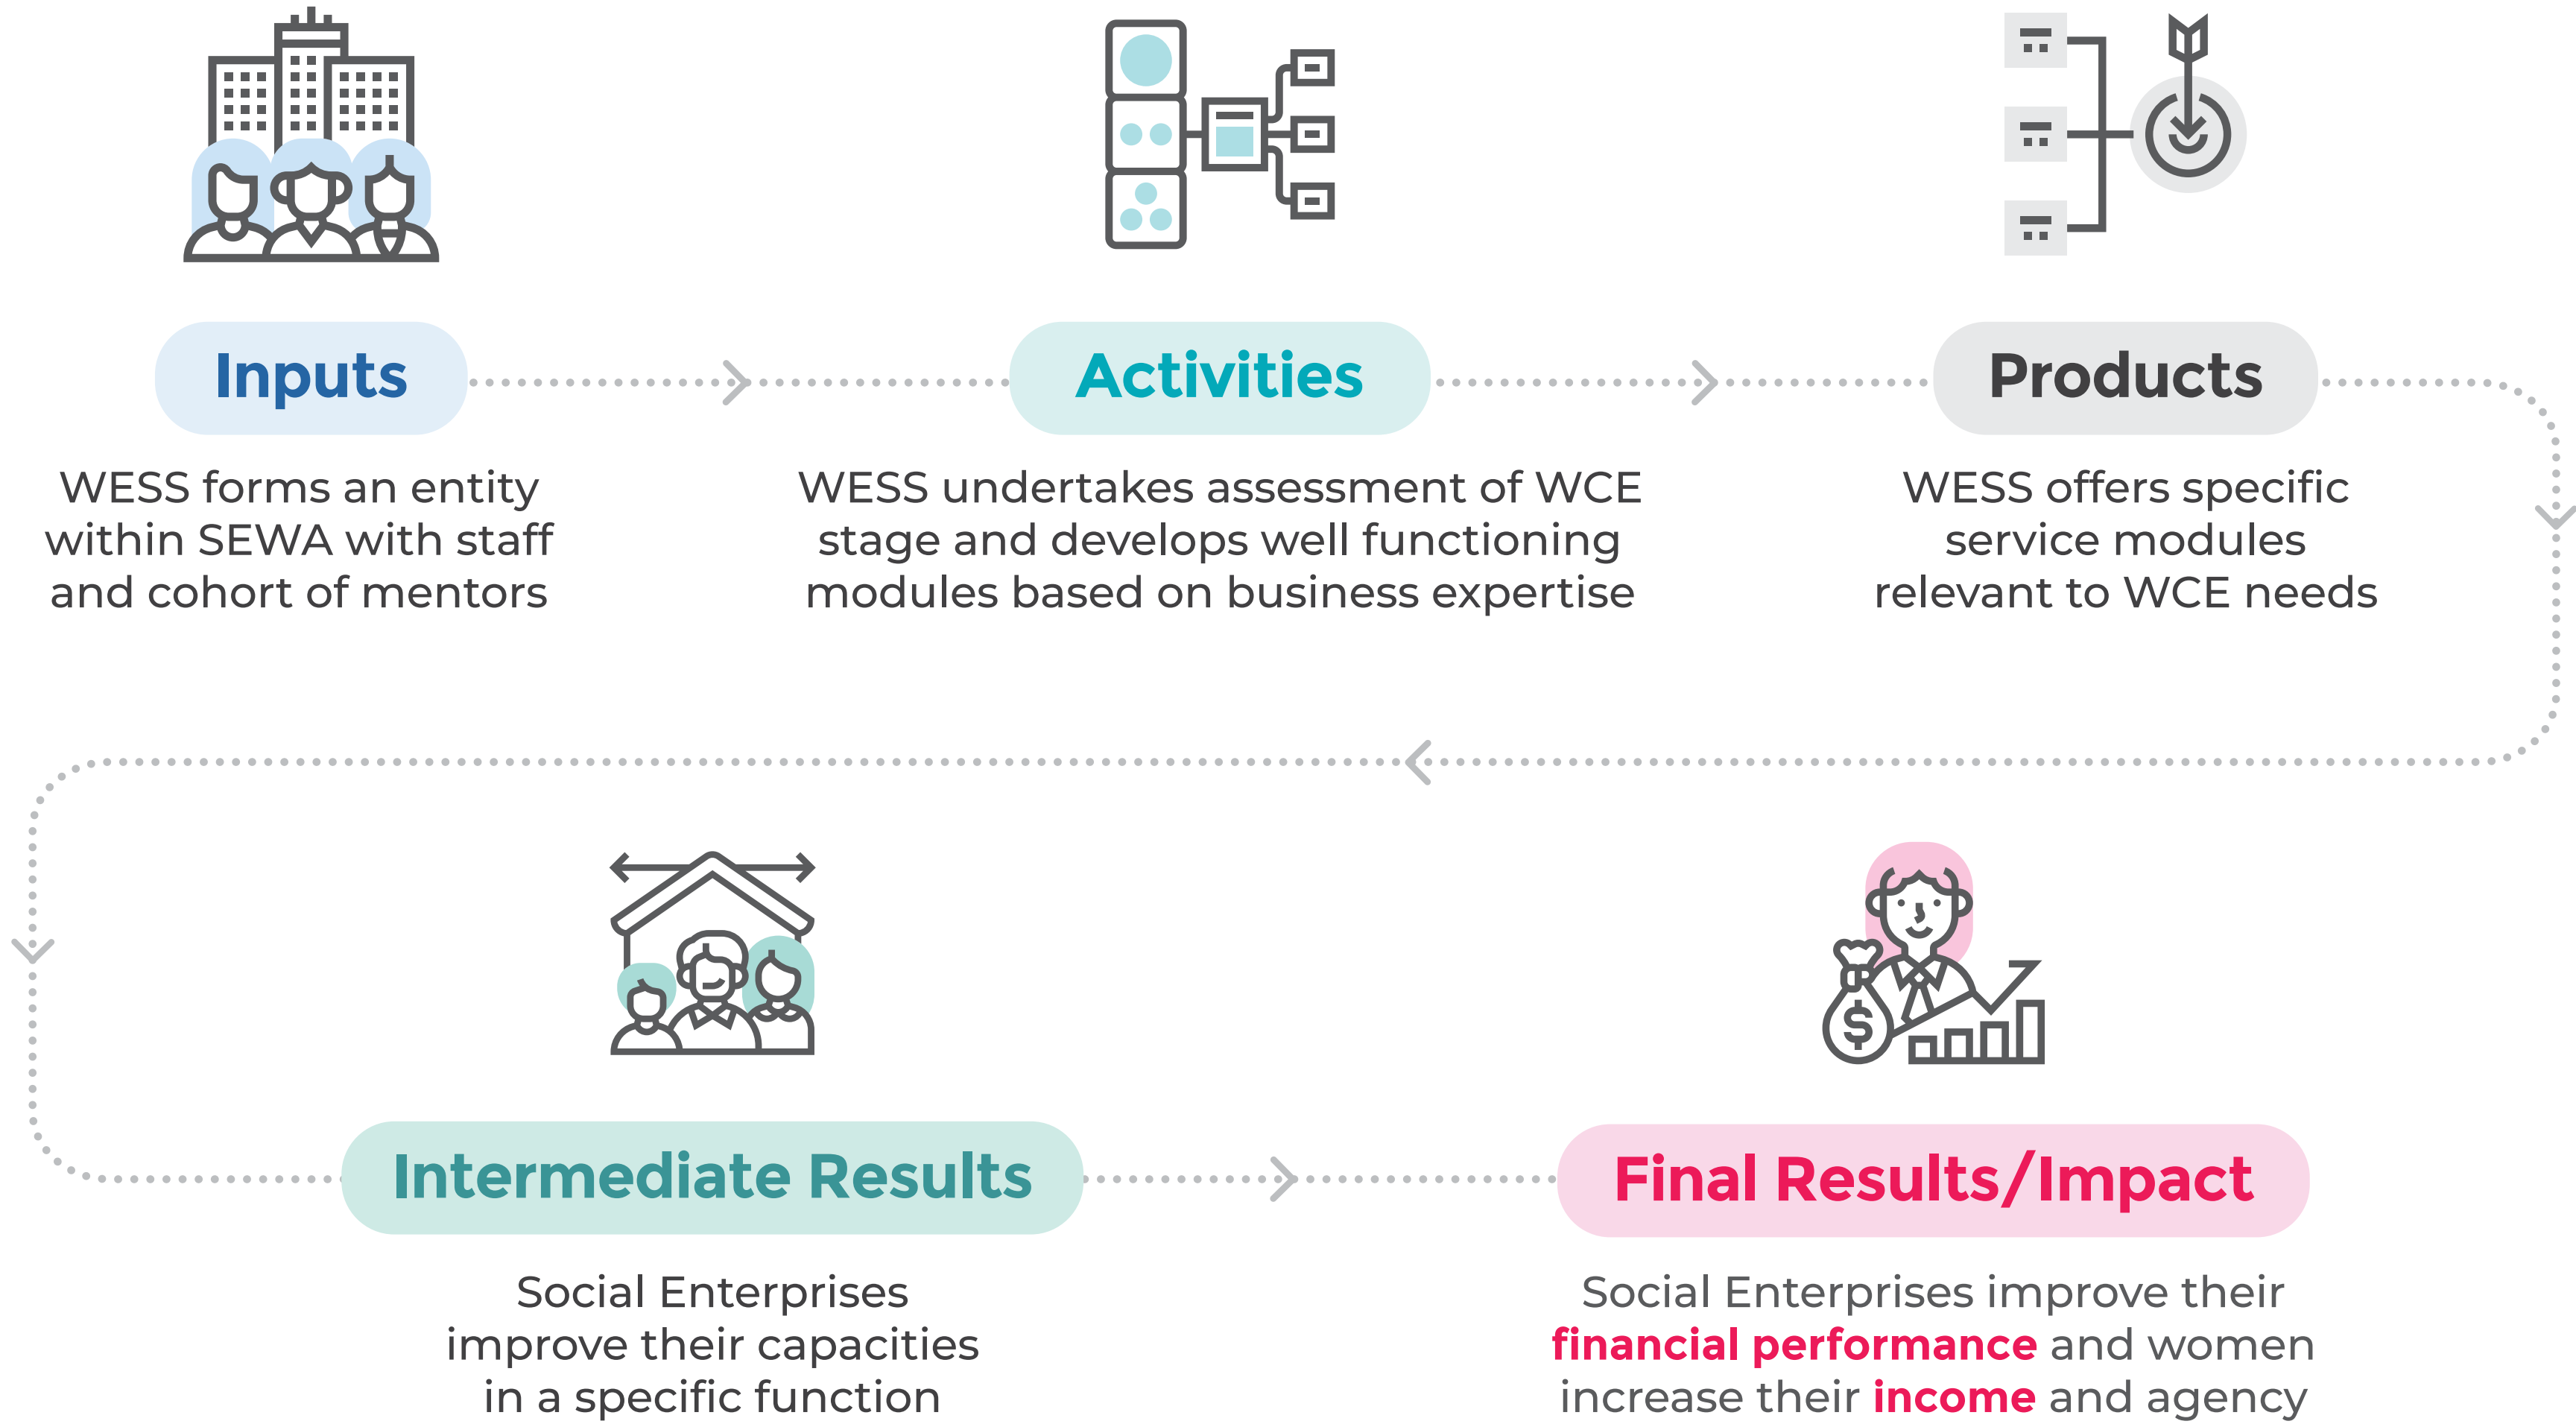 Inputs
WESS forms an entity
within SEWA with staff
and cohort of mentors
Activities
WESS undertakes assessment of WCE
stage and develops well functioning
modules based on business expertise
Products
WESS offers specific
service modules
relevant to WCE needs
Intermediate Results
Social Enterprises
improve their capacities
in a specific function
$
Final Results/Impact
Social Enterprises improve their
financial performance and women
increase their income and agency